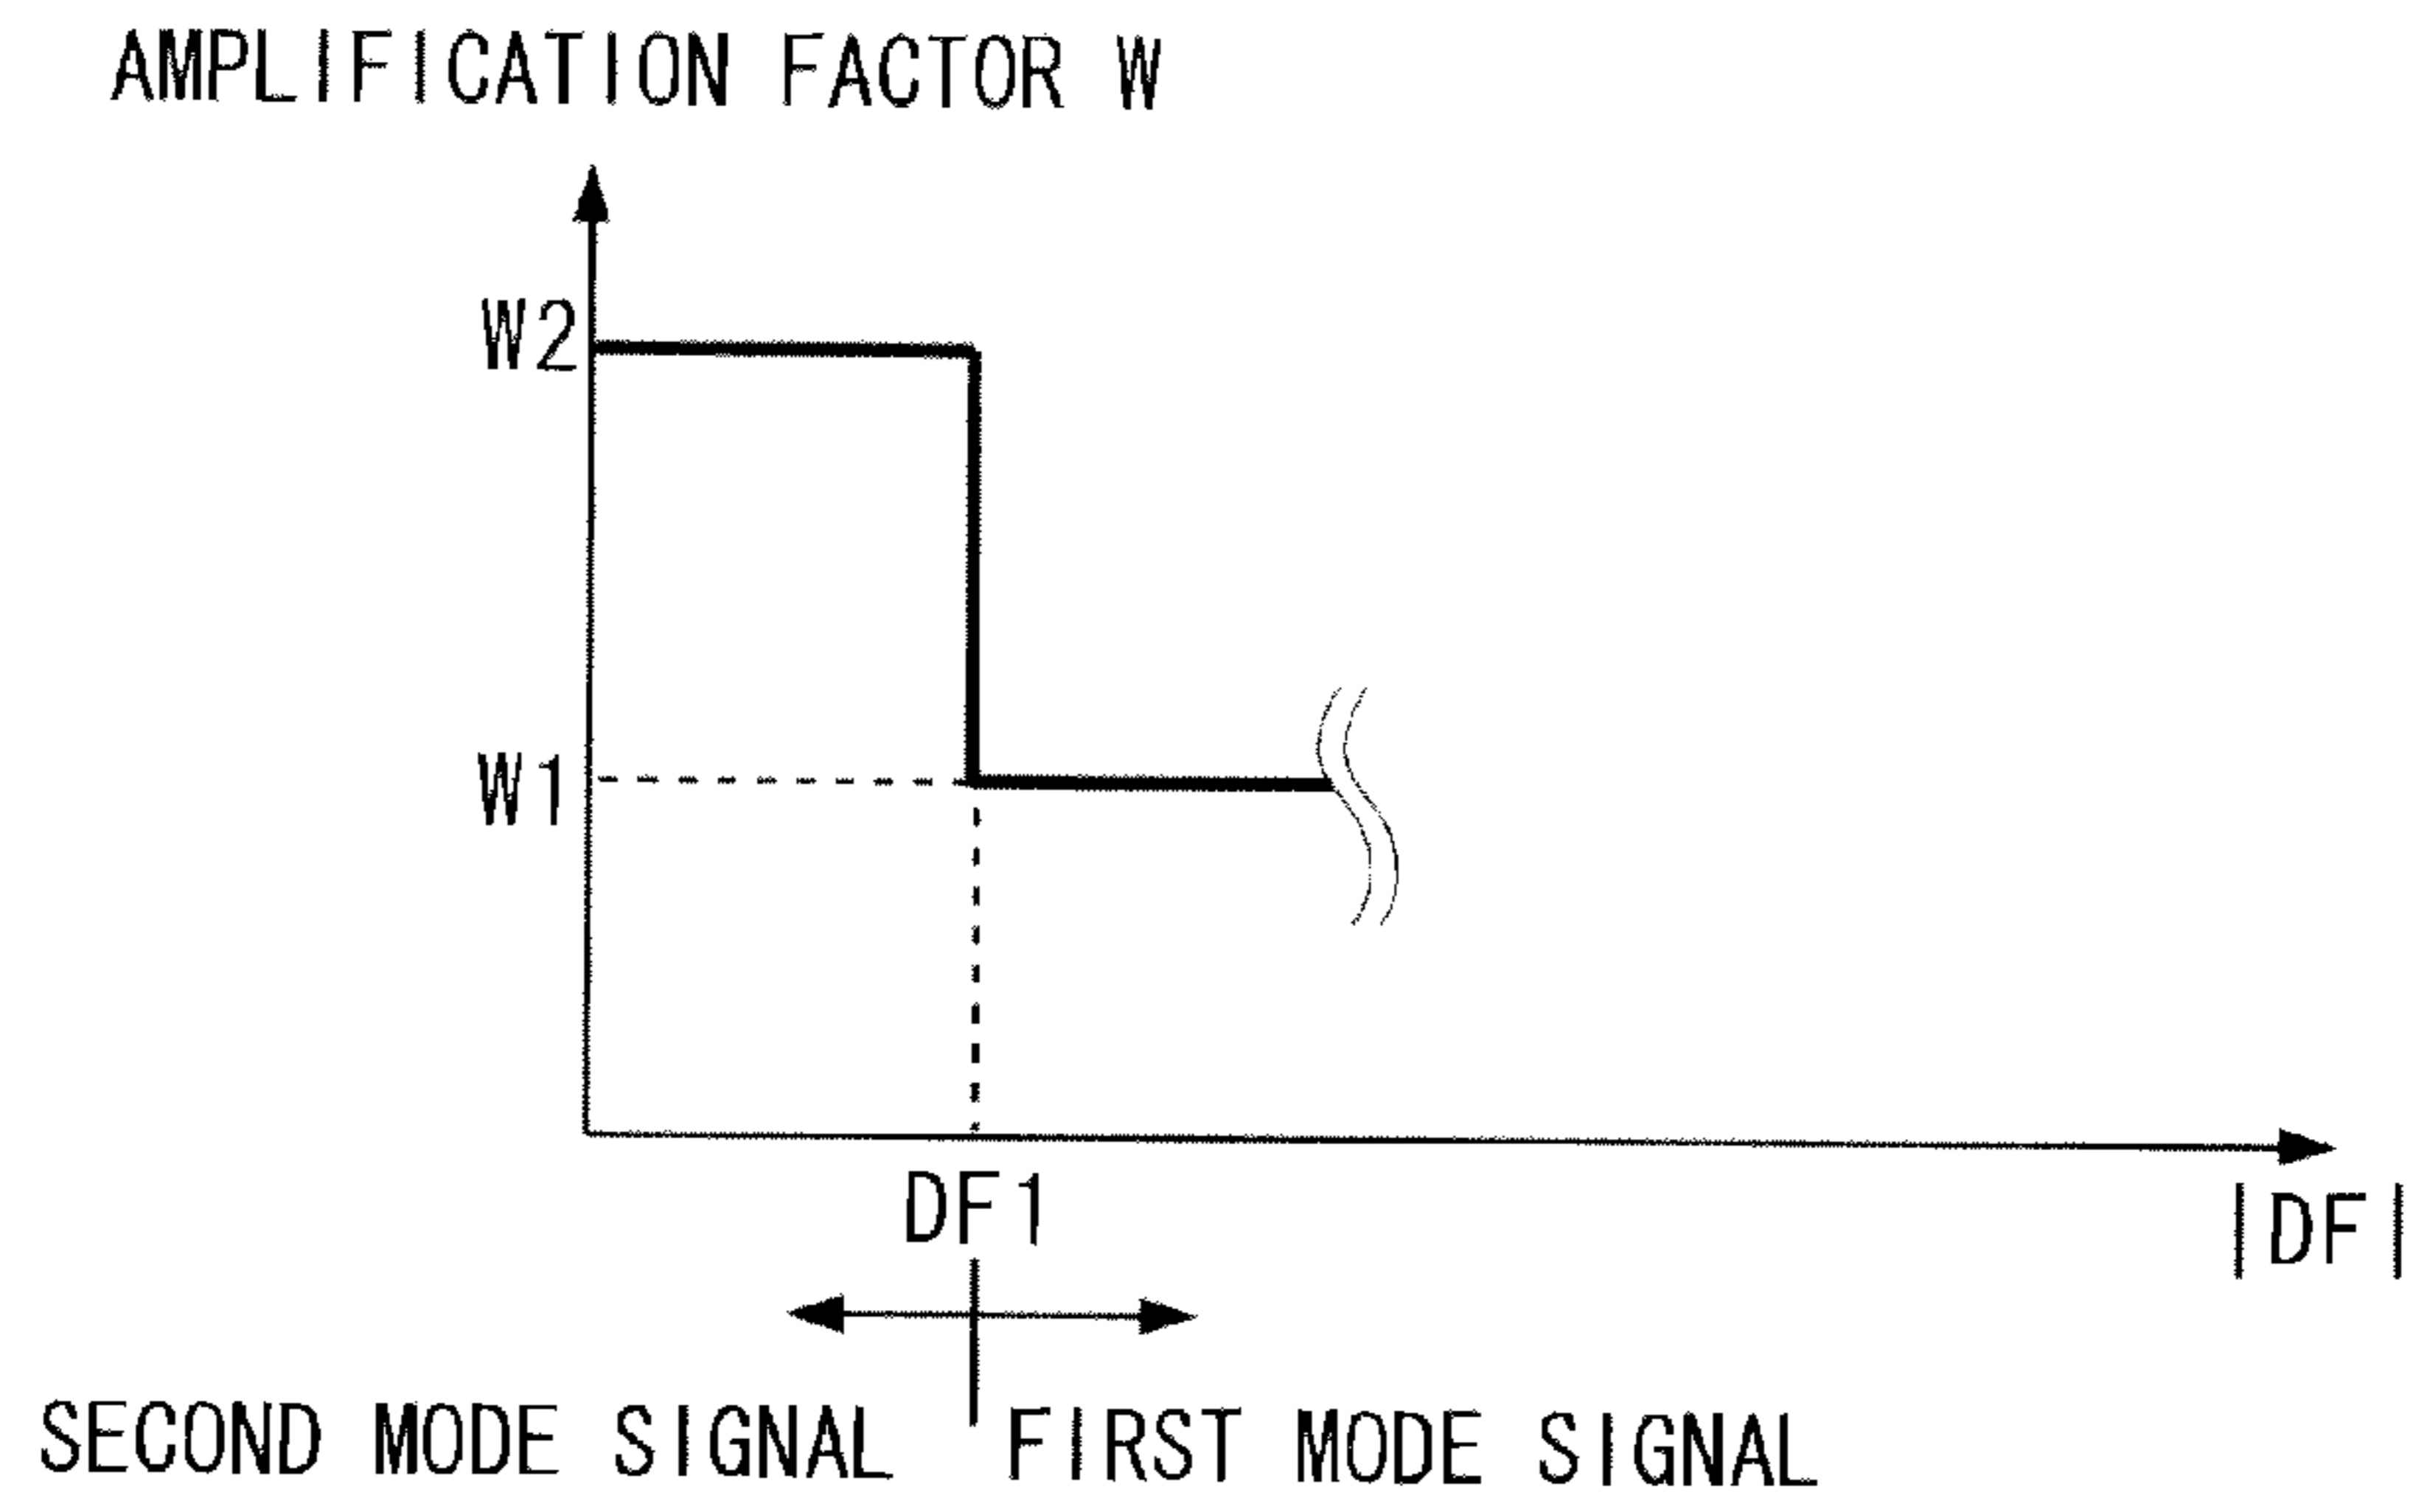 AMPLIFICATION FACTOR W
W2
W1
DF1
|DF|
SECOND MODE SIGNAL
FIRST MODE SIGNAL